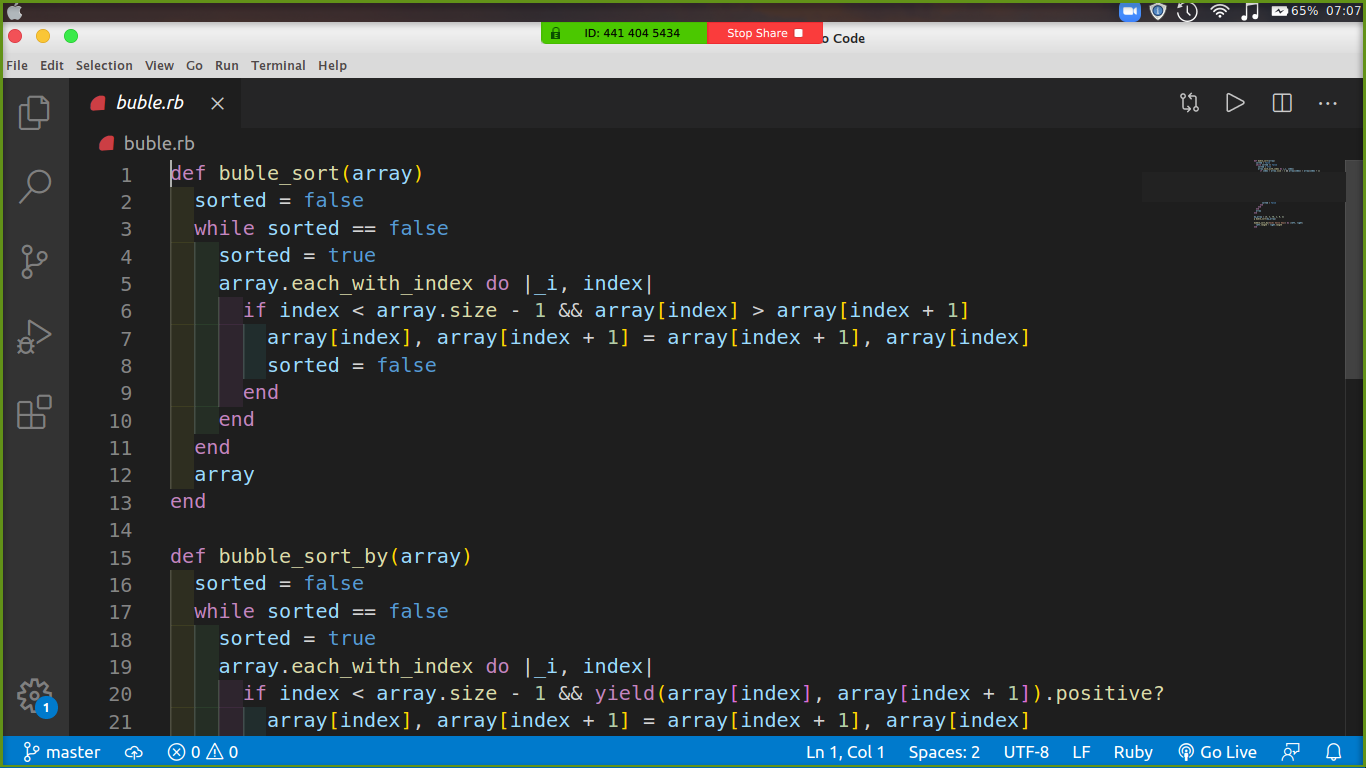 65% 07:07
ID: 441 404 5434 Stop Share
o Code
File Edit Selection View Go Run Terminal Help
buble.rb
buble.rb
1 def buble_sort(array)
2 sorted = false
3 while sorted == false
4 sorted = true
5 array.each_with_index do |_i, index|
6 if index < array.size - 1 && array[index] > array[index + 1]
7 array[index], array[index + 1] = array[index + 1], array[index]
8 sorted = false
9 end
10 end
11 end
12 array
13 end
14
15 def bubble_sort_by(array)
16 sorted = false
17 while sorted == false
18 sorted = true
19 array.each_with_index do |_i, index|
20 if index < array.size - 1 && yield(array[index], array[index + 1]).positive?
21 array[index], array[index + 1] = array[index + 1], array[index]
1
master 0 0 Ln 1, Col 1 Spaces: 2 UTF-8 LF Ruby Go Live